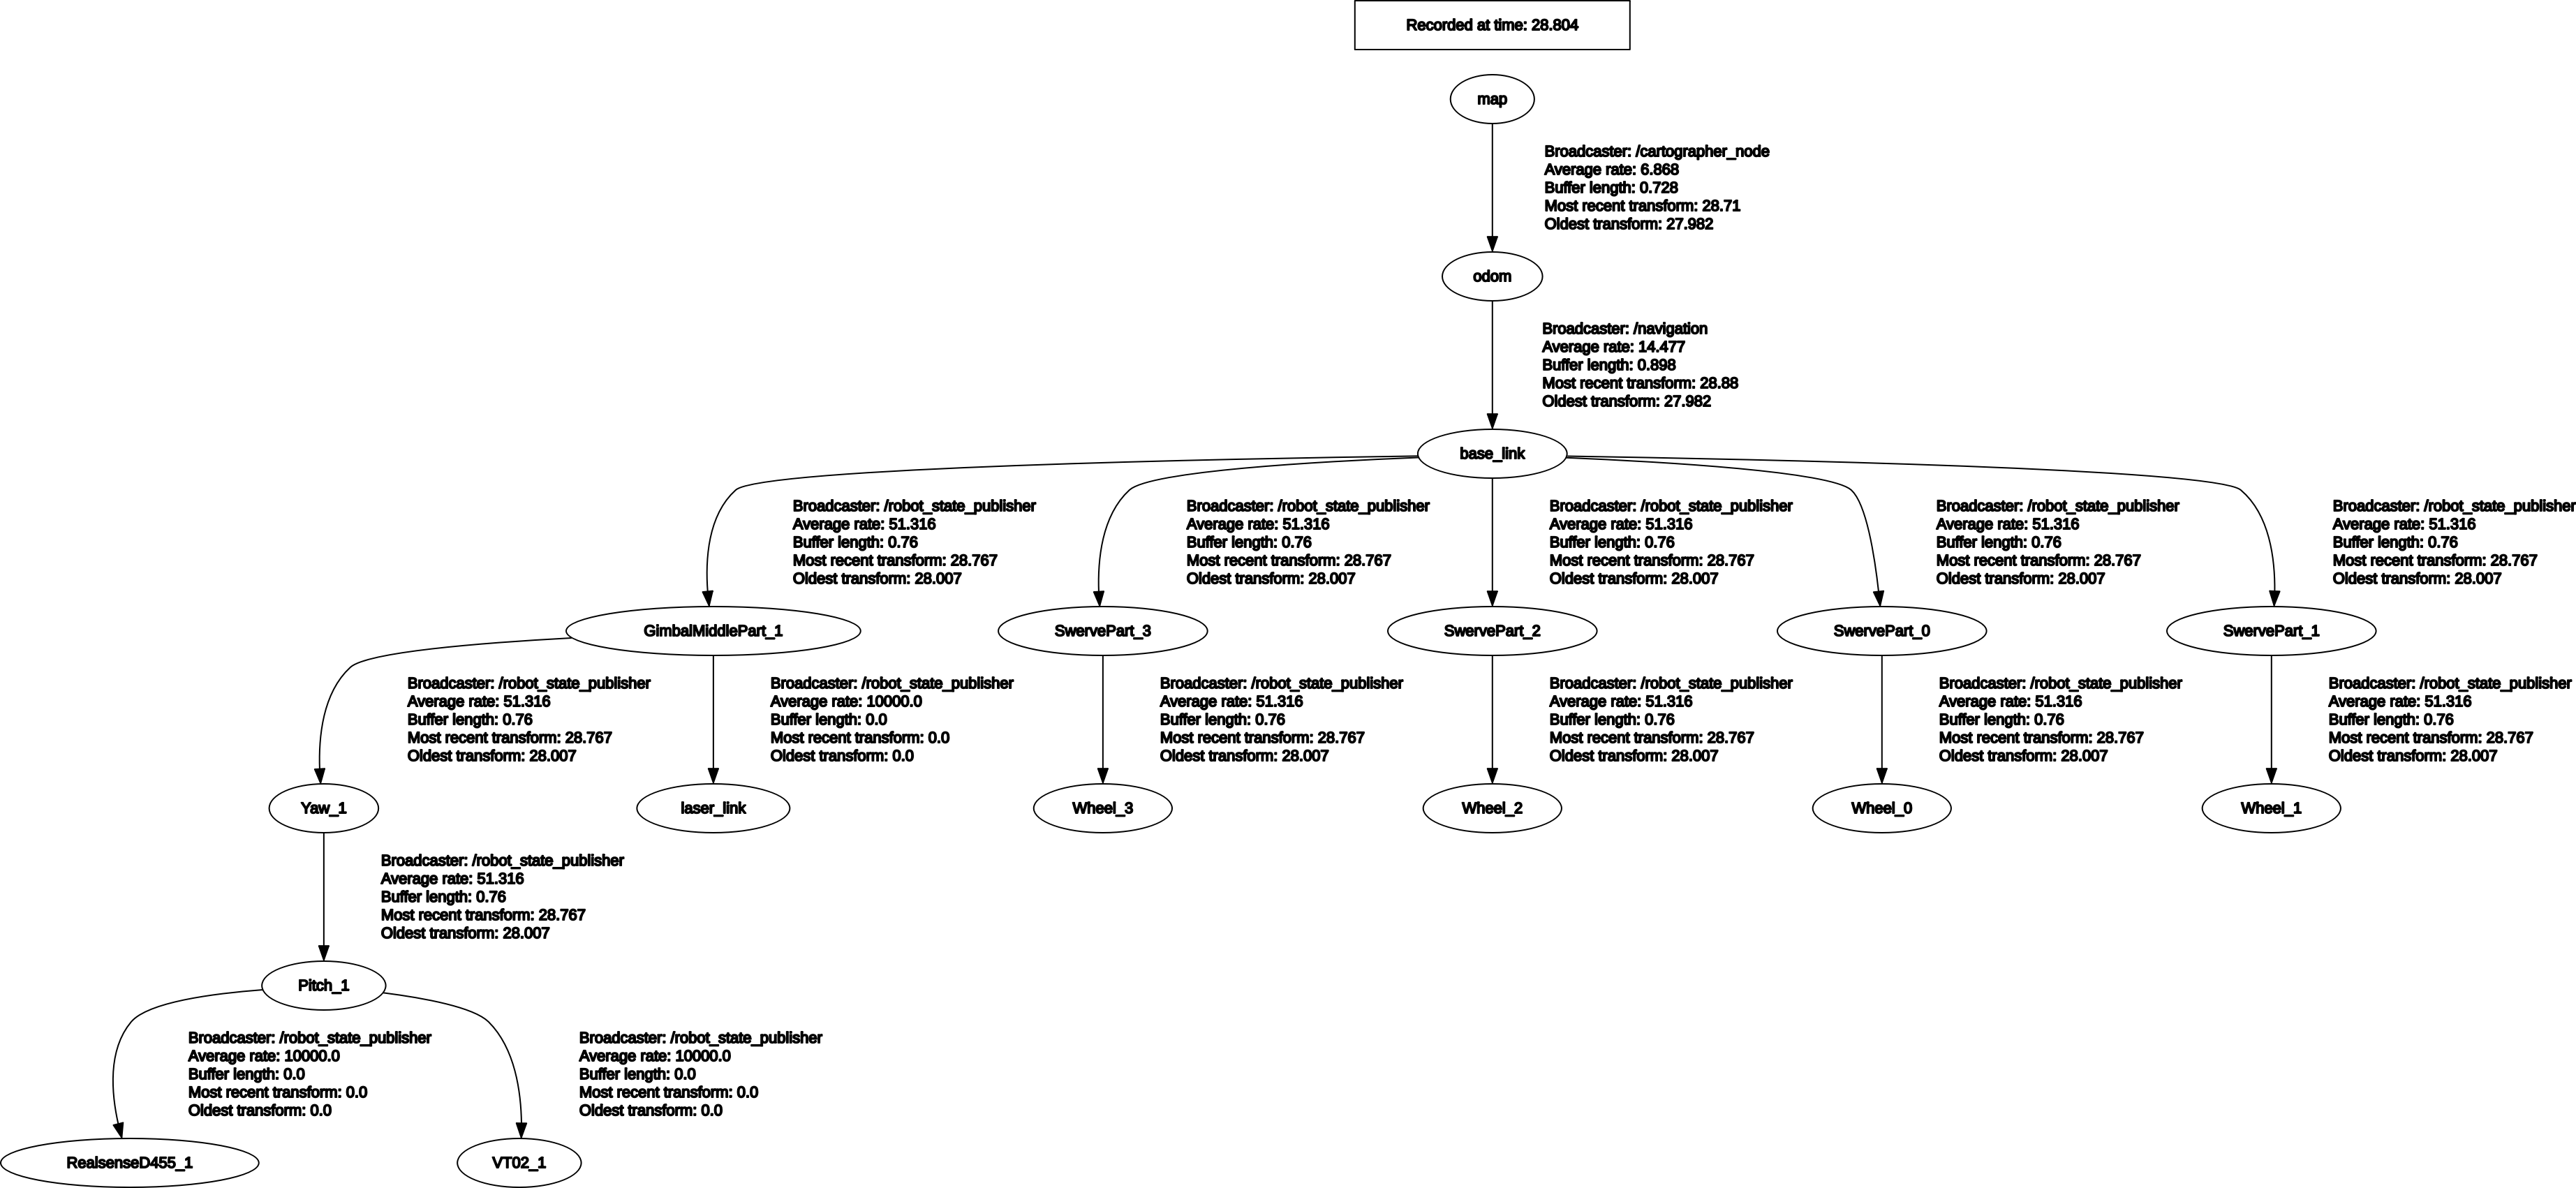 Recorded at time: 28.804
map
Broadcaster: /cartographer_node
Average rate: 6.868
Buffer length: 0.728
Most recent transform: 28.71
Oldest transform: 27.982
odom
Broadcaster: /navigation
Average rate: 14.477
Buffer length: 0.898
Most recent transform: 28.88
Oldest transform: 27.982
base_link
Broadcaster: /robot_state_publisher
Average rate: 51.316
Buffer length: 0.76
Most recent transform: 28.767
Oldest transform: 28.007
Broadcaster: /robot_state_publisher
Average rate: 51.316
Buffer length: 0.76
Most recent transform: 28.767
Oldest transform: 28.007
Broadcaster: /robot_state_publisher
Average rate: 51.316
Buffer length: 0.76
Most recent transform: 28.767
Oldest transform: 28.007
Broadcaster: /robot_state_publisher
Average rate: 51.316
Buffer length: 0.76
Most recent transform: 28.767
Oldest transform: 28.007
Broadcaster: /robot_state_publisher
Average rate: 51.316
Buffer length: 0.76
Most recent transform: 28.767
Oldest transform: 28.007
GimbalMiddlePart_1
SwervePart_3
SwervePart_2
SwervePart_0
SwervePart_1
Broadcaster: /robot_state_publisher
Average rate: 51.316
Buffer length: 0.76
Most recent transform: 28.767
Oldest transform: 28.007
Broadcaster: /robot_state_publisher
Average rate: 10000.0
Buffer length: 0.0
Most recent transform: 0.0
Oldest transform: 0.0
Broadcaster: /robot_state_publisher
Average rate: 51.316
Buffer length: 0.76
Most recent transform: 28.767
Oldest transform: 28.007
Broadcaster: /robot_state_publisher
Average rate: 51.316
Buffer length: 0.76
Most recent transform: 28.767
Oldest transform: 28.007
Broadcaster: /robot_state_publisher
Average rate: 51.316
Buffer length: 0.76
Most recent transform: 28.767
Oldest transform: 28.007
Broadcaster: /robot_state_publisher
Average rate: 51.316
Buffer length: 0.76
Most recent transform: 28.767
Oldest transform: 28.007
Yaw_1
laser_link
Wheel_3
Wheel_2
Wheel_0
Wheel_1
Broadcaster: /robot_state_publisher
Average rate: 51.316
Buffer length: 0.76
Most recent transform: 28.767
Oldest transform: 28.007
Pitch_1
Broadcaster: /robot_state_publisher
Average rate: 10000.0
Buffer length: 0.0
Most recent transform: 0.0
Oldest transform: 0.0
Broadcaster: /robot_state_publisher
Average rate: 10000.0
Buffer length: 0.0
Most recent transform: 0.0
Oldest transform: 0.0
RealsenseD455_1
VT02_1